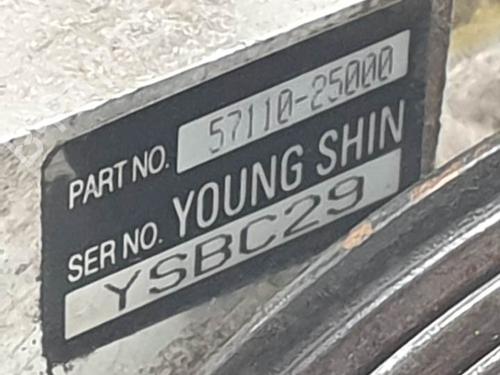 PART NO. 57110-25000
SER NO. YOUNG SHIN
YSBC29